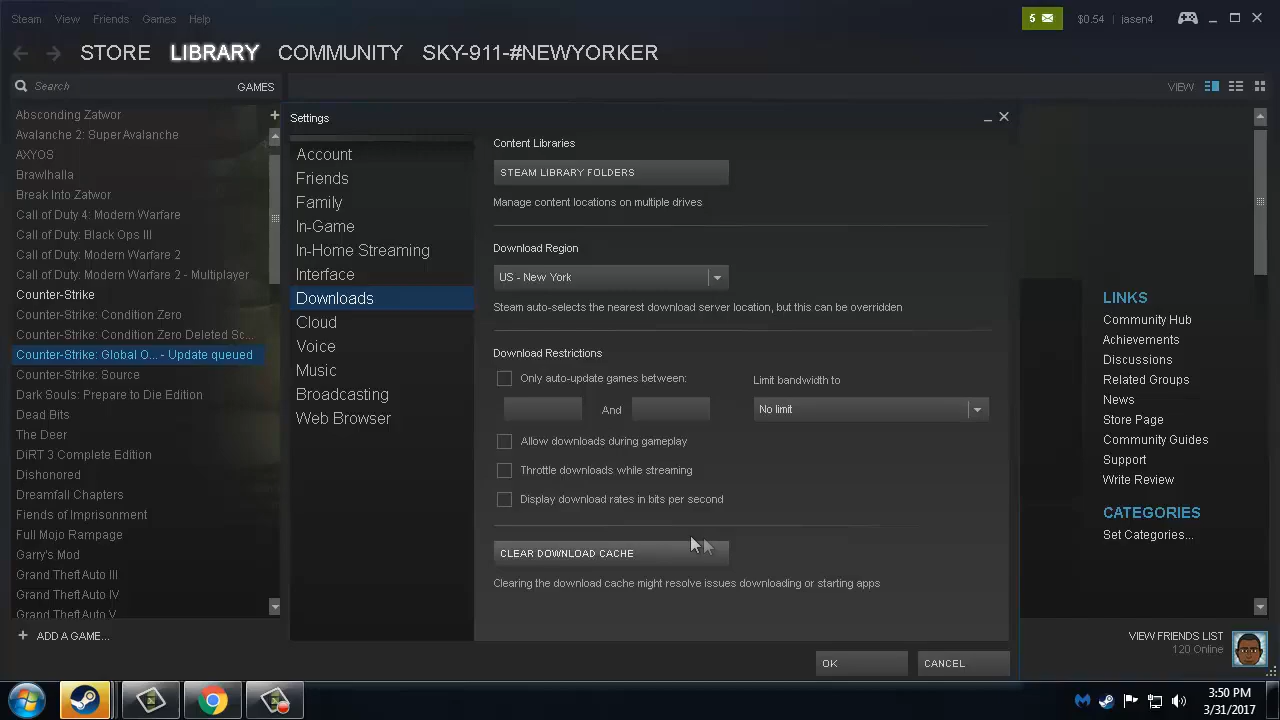 Steam View Friends Games Help
5 $0.54 jasen4
STORE LIBRARY COMMUNITY SKY-911-#NEWYORKER
Search GAMES VIEW
Absconding Zatwor
Avalanche 2: Super Avalanche
AXYOS
Brawlhalla
Break Into Zatwor
Call of Duty 4: Modern Warfare
Call of Duty: Black Ops III
Call of Duty: Modern Warfare 2
Call of Duty: Modern Warfare 2 - Multiplayer
Counter-Strike
Counter-Strike: Condition Zero
Counter-Strike: Condition Zero Deleted Sc...
Counter-Strike: Global O... - Update queued
Counter-Strike: Source
Dark Souls: Prepare to Die Edition
Dead Bits
The Deer
DiRT 3 Complete Edition
Dishonored
Dreamfall Chapters
Fiends of Imprisonment
Full Mojo Rampage
Garry's Mod
Grand Theft Auto III
Grand Theft Auto IV
Grand Theft Auto V
+ ADD A GAME...
Settings
Account
Friends
Family
In-Game
In-Home Streaming
Interface
Downloads
Cloud
Voice
Music
Broadcasting
Web Browser
Content Libraries
STEAM LIBRARY FOLDERS
Manage content locations on multiple drives
Download Region
US - New York
Steam auto-selects the nearest download server location, but this can be overridden
Download Restrictions
Only auto-update games between:
And
Limit bandwidth to
No limit
Allow downloads during gameplay
Throttle downloads while streaming
Display download rates in bits per second
CLEAR DOWNLOAD CACHE
Clearing the download cache might resolve issues downloading or starting apps
OK CANCEL
LINKS
Community Hub
Achievements
Discussions
Related Groups
News
Store Page
Community Guides
Support
Write Review
CATEGORIES
Set Categories...
VIEW FRIENDS LIST
120 Online
3:50 PM
3/31/2017